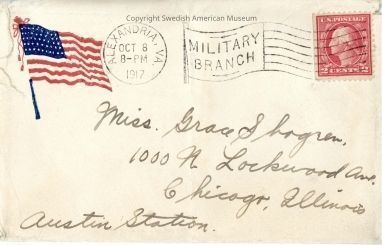 Copyright Swedish American Museum
ALEXANDRIA, VA.
OCT 8
8-PM
1917
MILITARY
BRANCH
U.S. POSTAGE
2 CENTS 2
Miss. Grace Shogren,
1000 N Lockwood Ave.
Chicago, Illinois
Austin Station.